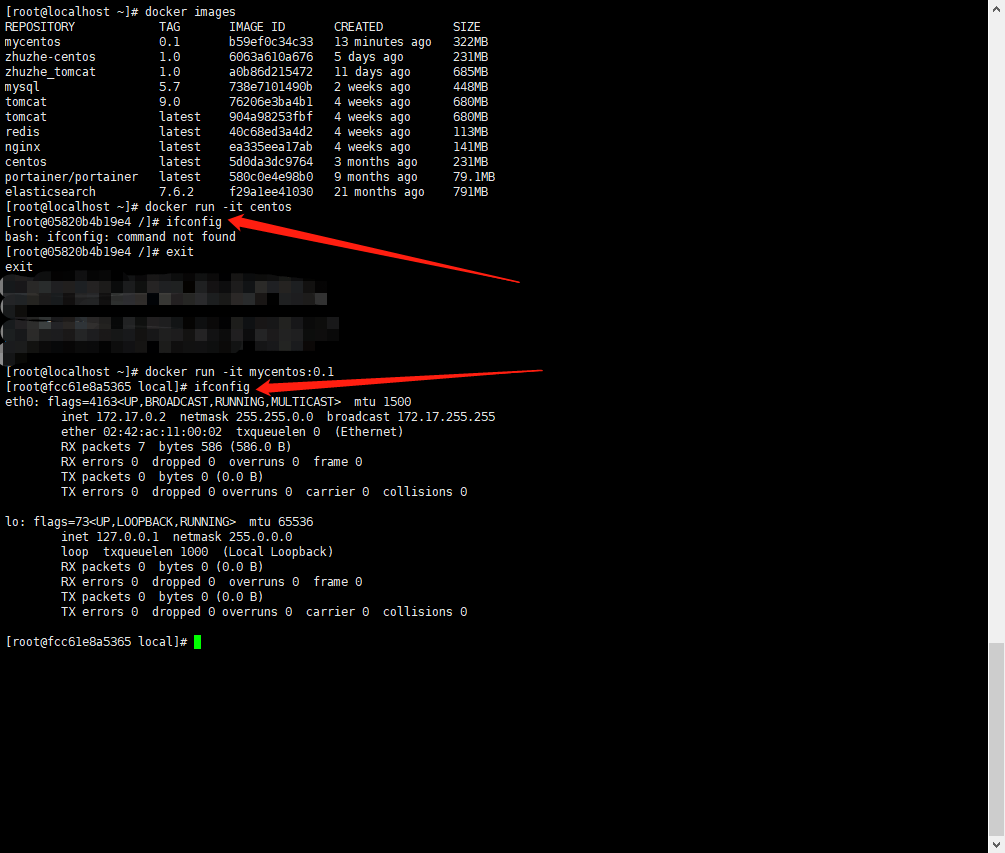 [root@localhost ~]# docker images
REPOSITORY            TAG       IMAGE ID       CREATED          SIZE
mycentos              0.1       b59ef0c34c33   13 minutes ago   322MB
zhuzhe-centos         1.0       6063a610a676   5 days ago       231MB
zhuzhe_tomcat         1.0       a0b86d215472   11 days ago      685MB
mysql                 5.7       738e7101490b   2 weeks ago      448MB
tomcat                9.0       76206e3ba4b1   4 weeks ago      680MB
tomcat                latest    904a98253fbf   4 weeks ago      680MB
redis                 latest    40c68ed3a4d2   4 weeks ago      113MB
nginx                 latest    ea335eea17ab   4 weeks ago      141MB
centos                latest    5d0da3dc9764   3 months ago     231MB
portainer/portainer   latest    580c0e4e98b0   9 months ago     79.1MB
elasticsearch         7.6.2     f29a1ee41030   21 months ago    791MB
[root@localhost ~]# docker run -it centos
[root@05820b4b19e4 /]# ifconfig
bash: ifconfig: command not found
[root@05820b4b19e4 /]# exit
exit
[root@localhost ~]# docker run -it mycentos:0.1
[root@fcc61e8a5365 local]# ifconfig
eth0: flags=4163<UP,BROADCAST,RUNNING,MULTICAST>  mtu 1500
        inet 172.17.0.2  netmask 255.255.0.0  broadcast 172.17.255.255
        ether 02:42:ac:11:00:02  txqueuelen 0  (Ethernet)
        RX packets 7  bytes 586 (586.0 B)
        RX errors 0  dropped 0  overruns 0  frame 0
        TX packets 0  bytes 0 (0.0 B)
        TX errors 0  dropped 0 overruns 0  carrier 0  collisions 0
lo: flags=73<UP,LOOPBACK,RUNNING>  mtu 65536
        inet 127.0.0.1  netmask 255.0.0.0
        loop  txqueuelen 1000  (Local Loopback)
        RX packets 0  bytes 0 (0.0 B)
        RX errors 0  dropped 0  overruns 0  frame 0
        TX packets 0  bytes 0 (0.0 B)
        TX errors 0  dropped 0 overruns 0  carrier 0  collisions 0
[root@fcc61e8a5365 local]#